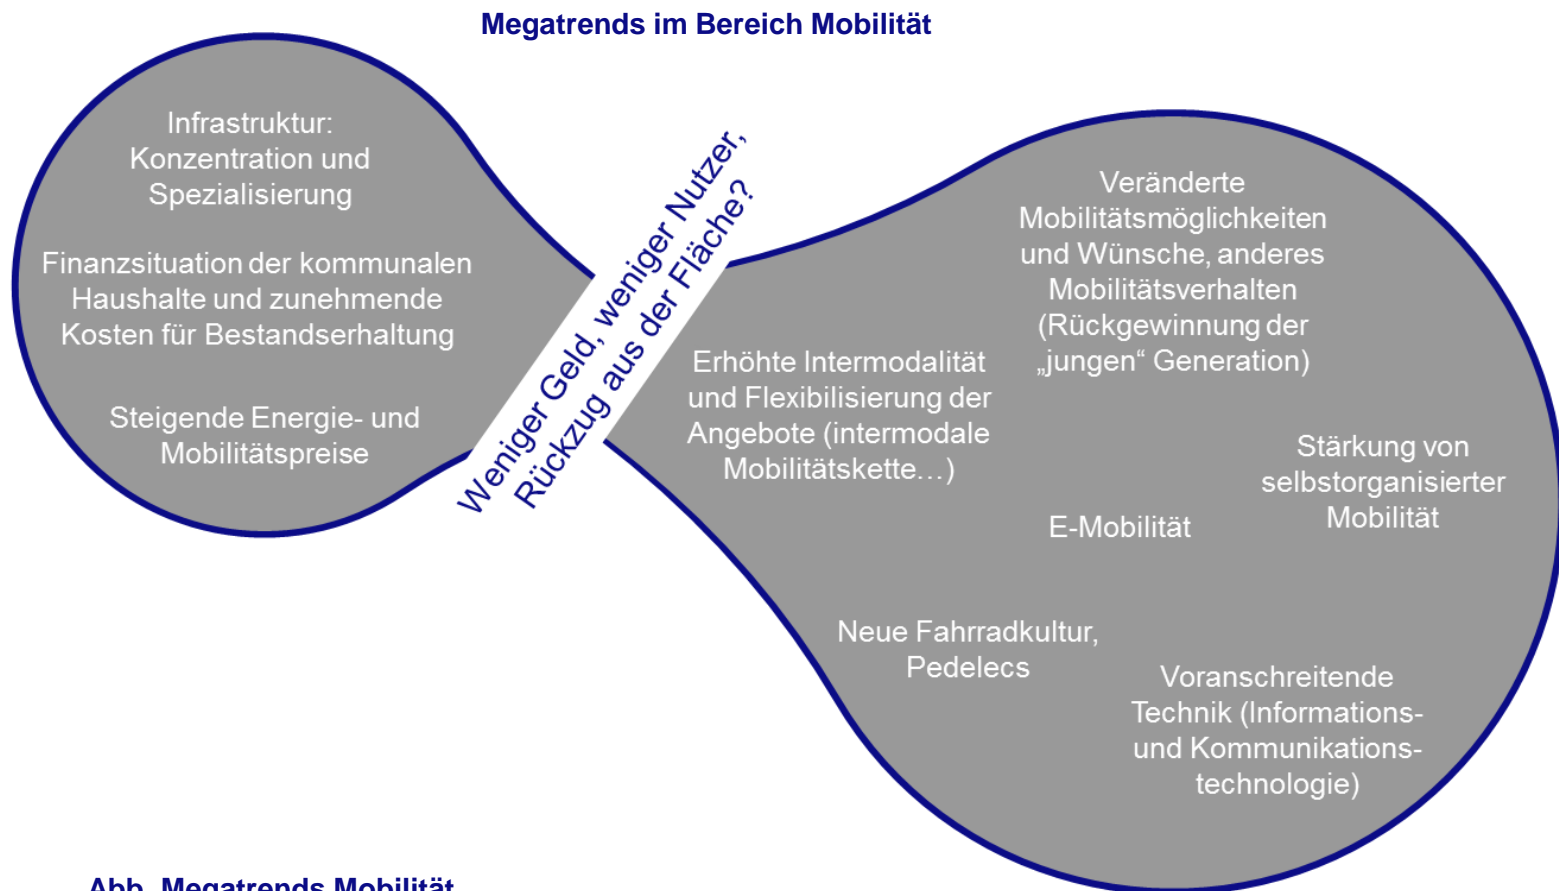 Megatrends im Bereich Mobilität
Infrastruktur:
Konzentration und
Spezialisierung
Finanzsituation der kommunalen
Haushalte und zunehmende
Kosten für Bestandserhaltung
Steigende Energie- und
Mobilitätspreise
Weniger Geld, weniger Nutzer,
Rückzug aus der Fläche?
Veränderte
Mobilitätsmöglichkeiten
und Wünsche, anderes
Mobilitätsverhalten
(Rückgewinnung der
„jungen“ Generation)
Erhöhte Intermodalität
und Flexibilisierung der
Angebote (intermodale
Mobilitätskette…)
Stärkung von
selbstorganisierter
Mobilität
E-Mobilität
Neue Fahrradkultur,
Pedelecs
Voranschreitende
Technik (Informations-
und Kommunikations-
technologie)
Abb. Megatrends Mobilität